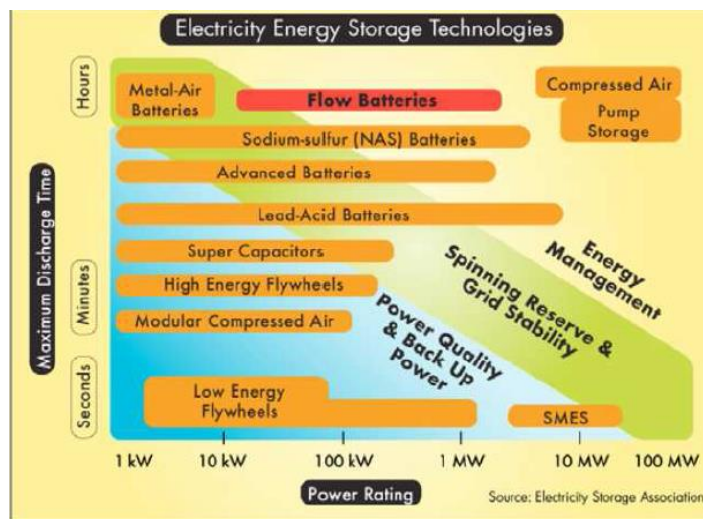 Electricity Energy Storage Technologies
Hours
Minutes
Seconds
Maximum Discharge Time
Metal-Air
Batteries
Flow Batteries
Compressed Air
Pump
Storage
Sodium-sulfur (NAS) Batteries
Advanced Batteries
Lead-Acid Batteries
Super Capacitors
High Energy Flywheels
Modular Compressed Air
Low Energy
Flywheels
SMES
Energy
Management
Spinning Reserve &
Grid Stability
Power Quality
& Back Up
Power
1 kW
10 kW
100 kW
1 MW
10 MW
100 MW
Power Rating
Source: Electricity Storage Association